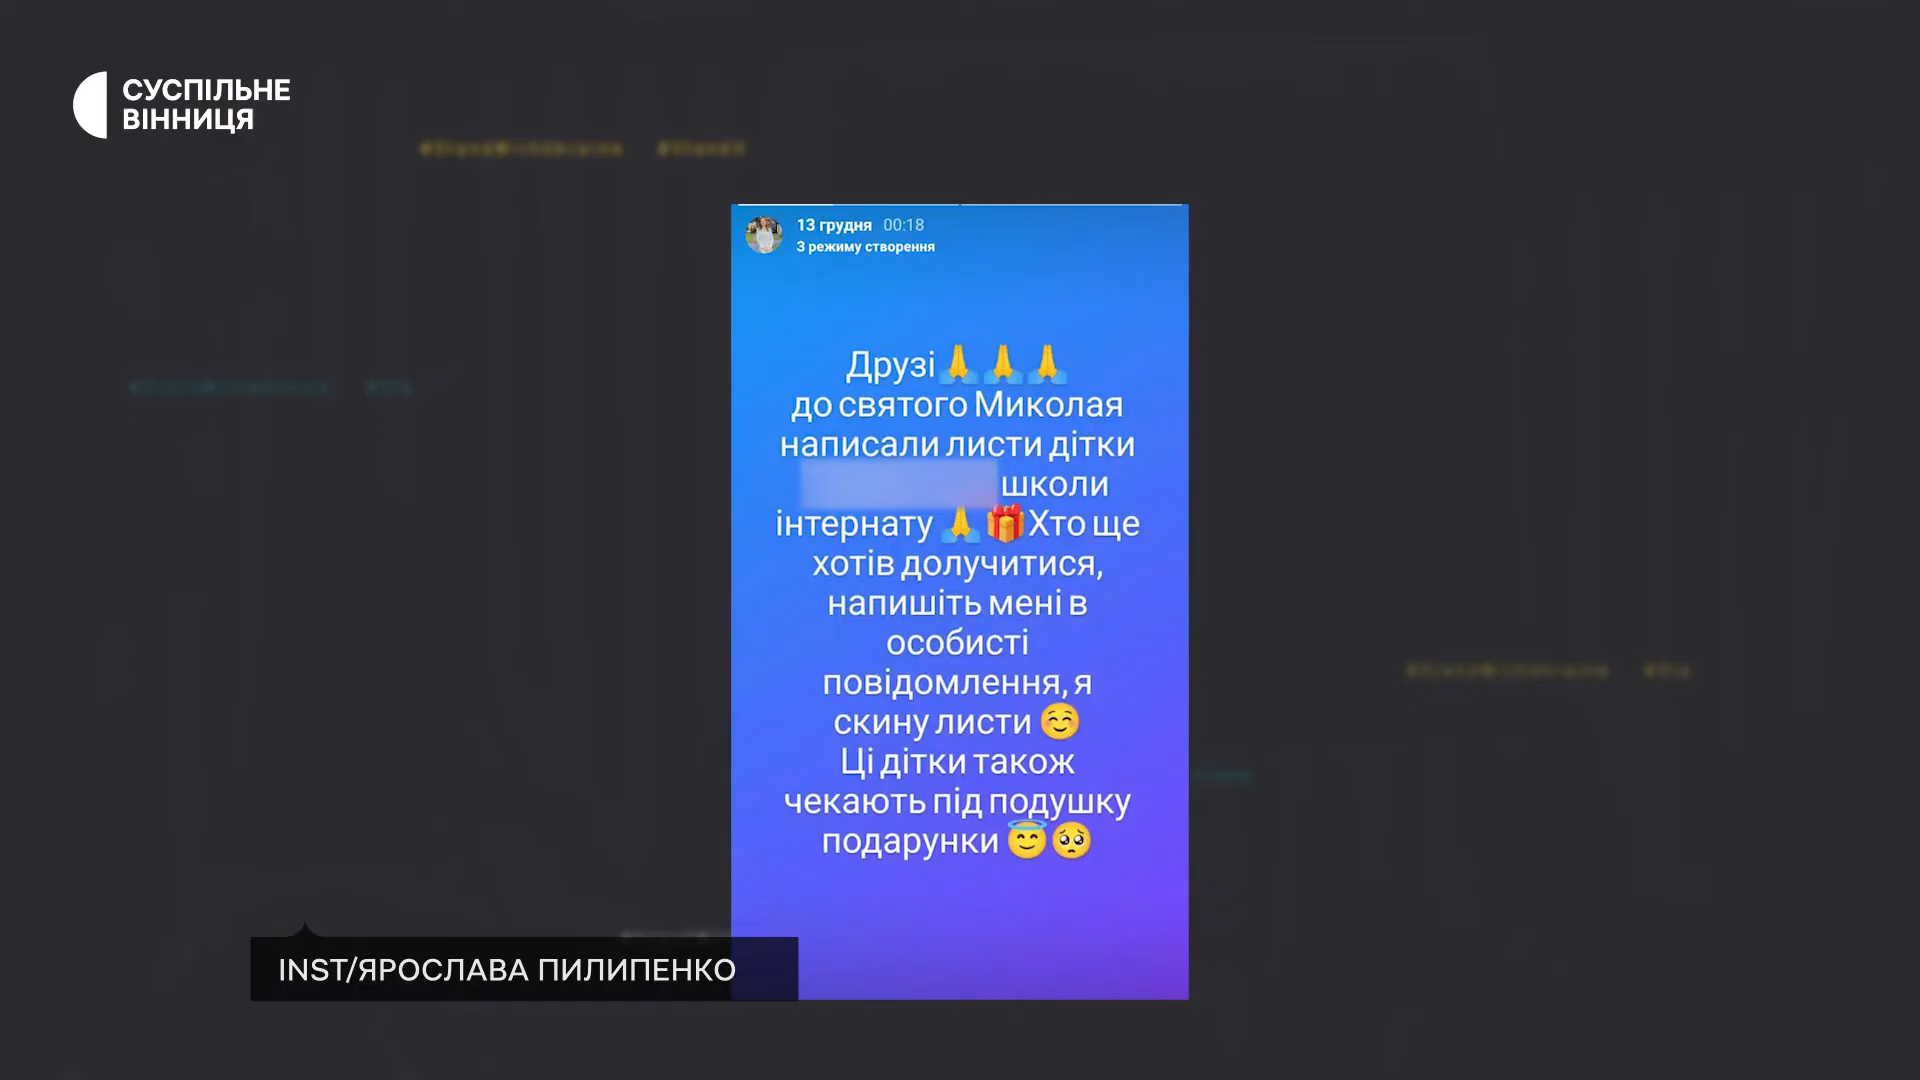 СУСПІЛЬНЕ
ВІННИЦЯ
13 грудня 00:18
З режиму створення
Друзі🙏🙏🙏
до святого Миколая
написали листи дітки
школи
інтернату 🙏🎁Хто ще
хотів долучитися,
напишіть мені в
особисті
повідомлення, я
скину листи ☺️
Ці дітки також
чекають під подушку
подарунки 😇🥺
INST/ЯРОСЛАВА ПИЛИПЕНКО